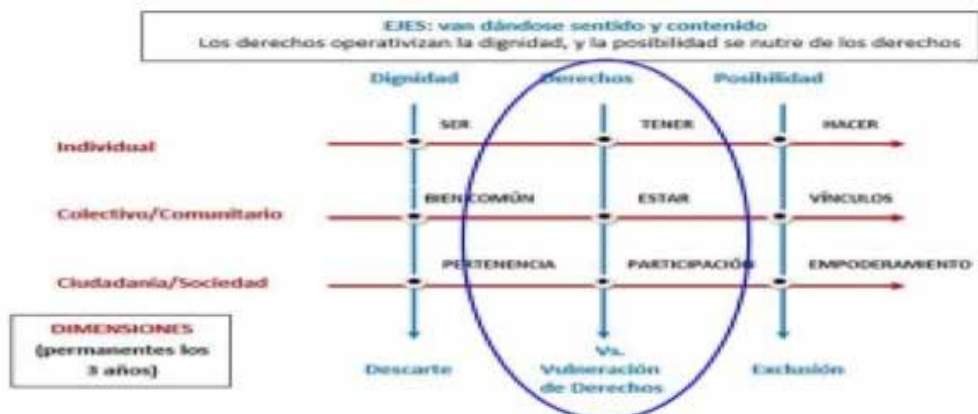 EJES: van dándose sentido y contenido
Los derechos operativizan la dignidad, y la posibilidad se nutre de los derechos
Dignidad Derechos Posibilidad
SER TENER HACER
Individual
BIEN COMÚN ESTAR VÍNCULOS
Colectivo/Comunitario
PERTENENCIA PARTICIPACIÓN EMPODERAMIENTO
Ciudadanía/Sociedad
DIMENSIONES
(permanentes los
3 años)
Vs.
Descarte Vulneración Exclusión
de Derechos